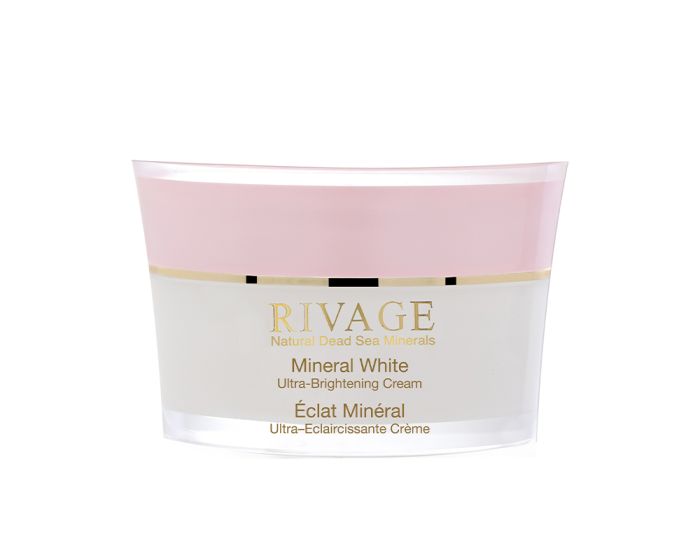 RIVAGE
Natural Dead Sea Minerals
Mineral White
Ultra-Brightening Cream
Éclat Minéral
Ultra–Eclaircissante Crème